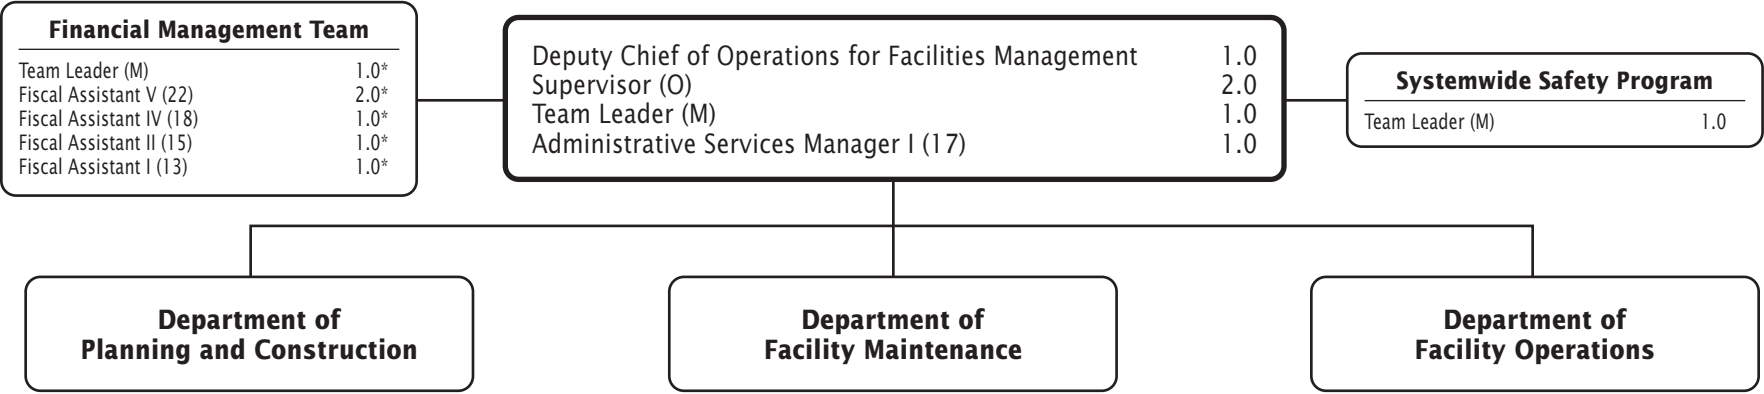 Financial Management Team
Team Leader (M) 1.0*
Fiscal Assistant V (22) 2.0*
Fiscal Assistant IV (18) 1.0*
Fiscal Assistant II (15) 1.0*
Fiscal Assistant I (13) 1.0*
Deputy Chief of Operations for Facilities Management 1.0
Supervisor (O) 2.0
Team Leader (M) 1.0
Administrative Services Manager I (17) 1.0
Systemwide Safety Program
Team Leader (M) 1.0
Department of
Planning and Construction
Department of
Facility Maintenance
Department of
Facility Operations